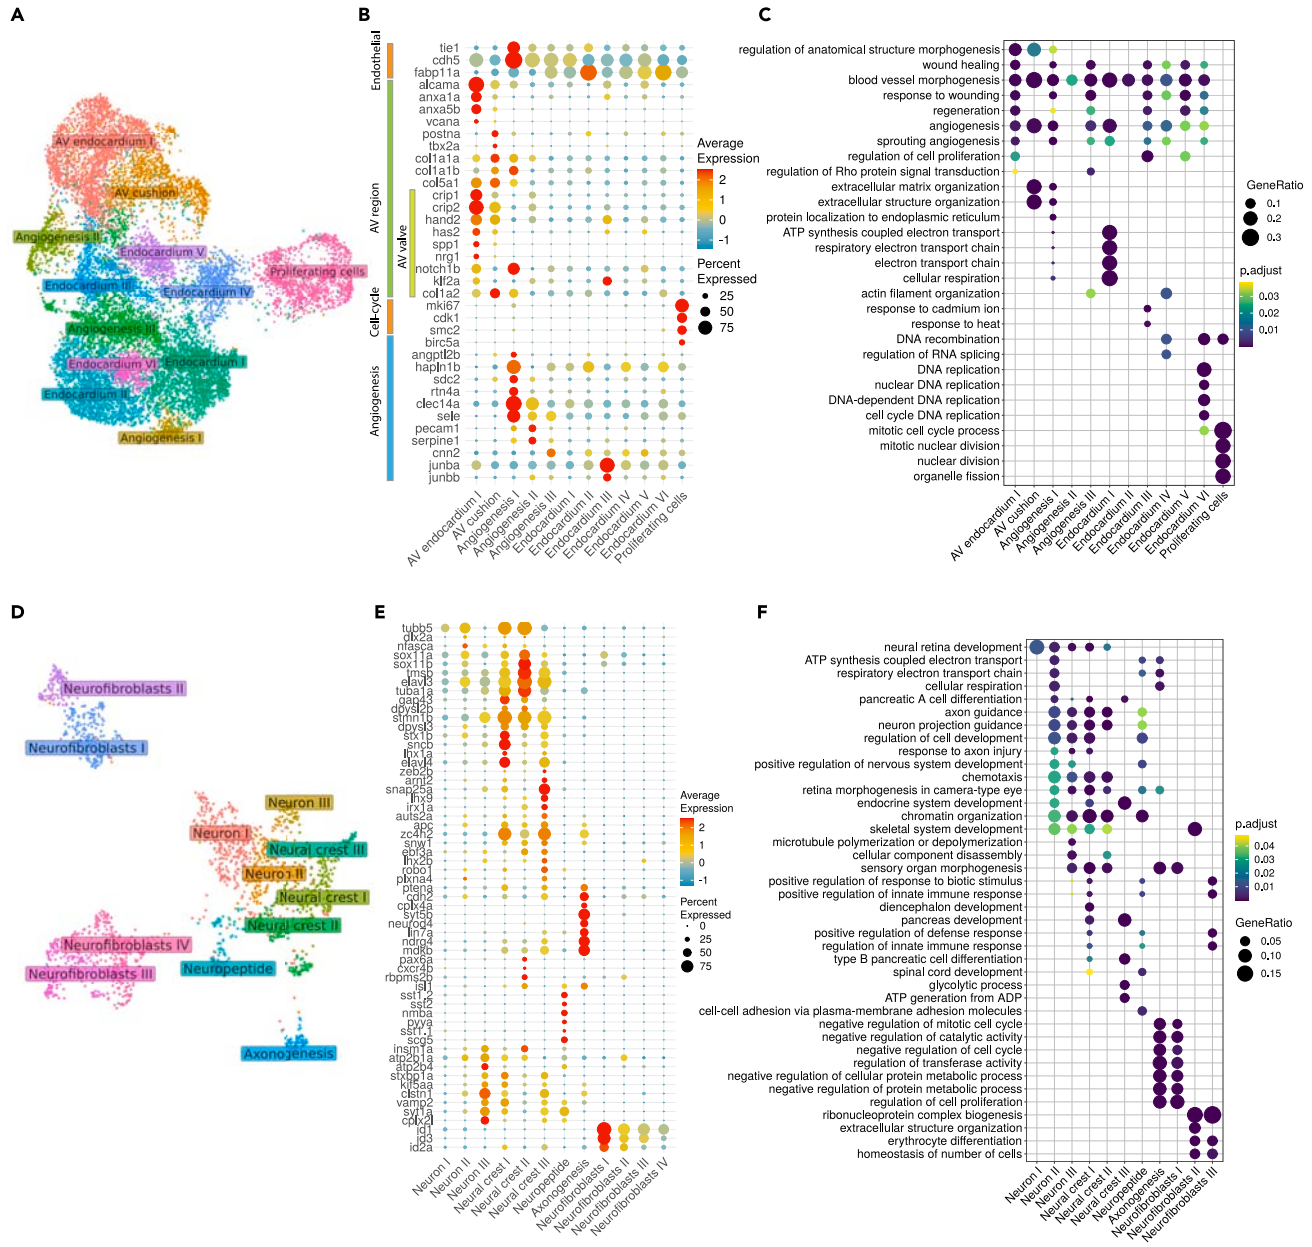 A
AV endocardium I
AV cushion
Angiogenesis II
Endocardium V
Proliferating cells
Endocardium III
Endocardium IV
Angiogenesis III
Endocardium VI
Endocardium I
Endocardium II
Angiogenesis I
B
Endothelial
AV region
AV valve
Cell-cycle
Angiogenesis
tie1
cdh5
fabp11a
alcama
anxa1a
anxa5b
vcana
postna
tbx2a
col1a1a
col1a1b
col5a1
crip1
crip2
hand2
has2
spp1
nrg1
notch1b
klf2a
col1a2
mki67
cdk1
smc2
birc5a
angptl2b
hapln1b
sdc2
rtn4a
clec14a
sele
pecam1
serpine1
cnn2
junba
junbb
AV endocardium I
AV cushion
Angiogenesis I
Angiogenesis II
Angiogenesis III
Endocardium I
Endocardium II
Endocardium III
Endocardium IV
Endocardium V
Endocardium VI
Proliferating cells
Average
Expression
2
1
0
-1
Percent
Expressed
25
50
75
C
regulation of anatomical structure morphogenesis
wound healing
blood vessel morphogenesis
response to wounding
regeneration
angiogenesis
sprouting angiogenesis
regulation of cell proliferation
regulation of Rho protein signal transduction
extracellular matrix organization
extracellular structure organization
protein localization to endoplasmic reticulum
ATP synthesis coupled electron transport
respiratory electron transport chain
electron transport chain
cellular respiration
actin filament organization
response to cadmium ion
response to heat
DNA recombination
regulation of RNA splicing
DNA replication
nuclear DNA replication
DNA-dependent DNA replication
cell cycle DNA replication
mitotic cell cycle process
mitotic nuclear division
nuclear division
organelle fission
AV endocardium I
AV cushion
Angiogenesis I
Angiogenesis II
Angiogenesis III
Endocardium I
Endocardium II
Endocardium III
Endocardium IV
Endocardium V
Endocardium VI
Proliferating cells
GeneRatio
0.1
0.2
0.3
p.adjust
0.03
0.02
0.01
D
Neurofibroblasts II
Neurofibroblasts I
Neuron III
Neuron I
Neural crest III
Neuron II
Neural crest I
Neural crest II
Neurofibroblasts IV
Neurofibroblasts III
Neuropeptide
Axonogenesis
E
tubb5
dlx2a
nfasca
sox11a
sox11b
tmsb
elavl3
tuba1a
gap43
dpysl2b
stmn1b
dpysl3
stx1b
sncb
lhx1a
elavl4
zeb2b
arnt2
snap25a
lhx9
irx1a
auts2a
apc
zc4h2
snw1
ebf3a
lhx2b
robo1
plxna4
ptena
cdh2
cplx4a
syt5b
neurod4
lin7a
ndrg4
mdkb
pax6a
cxcr4b
rbpms2b
isl1
sst1.2
sst2
nmba
pyya
sst1.1
scg5
insm1a
atp2b1a
atp2b4
stxbp1a
kif5aa
clstn1
vamp2
syt1a
cplx2l
id1
id3
id2a
Neuron I
Neuron II
Neuron III
Neural crest I
Neural crest II
Neural crest III
Neuropeptide
Axonogenesis
Neurofibroblasts I
Neurofibroblasts II
Neurofibroblasts III
Neurofibroblasts IV
Average
Expression
2
1
0
-1
Percent
Expressed
0
25
50
75
F
neural retina development
ATP synthesis coupled electron transport
respiratory electron transport chain
cellular respiration
pancreatic A cell differentiation
axon guidance
neuron projection guidance
regulation of cell development
response to axon injury
positive regulation of nervous system development
chemotaxis
retina morphogenesis in camera-type eye
endocrine system development
chromatin organization
skeletal system development
microtubule polymerization or depolymerization
cellular component disassembly
sensory organ morphogenesis
positive regulation of response to biotic stimulus
positive regulation of innate immune response
diencephalon development
pancreas development
positive regulation of defense response
regulation of innate immune response
type B pancreatic cell differentiation
spinal cord development
glycolytic process
ATP generation from ADP
cell-cell adhesion via plasma-membrane adhesion molecules
negative regulation of mitotic cell cycle
negative regulation of catalytic activity
negative regulation of cell cycle
regulation of transferase activity
negative regulation of cellular protein metabolic process
negative regulation of protein metabolic process
regulation of cell proliferation
ribonucleoprotein complex biogenesis
extracellular structure organization
erythrocyte differentiation
homeostasis of number of cells
Neuron I
Neuron II
Neuron III
Neural crest I
Neural crest II
Neural crest III
Neuropeptide
Axonogenesis
Neurofibroblasts I
Neurofibroblasts II
Neurofibroblasts III
p.adjust
0.04
0.03
0.02
0.01
GeneRatio
0.05
0.10
0.15